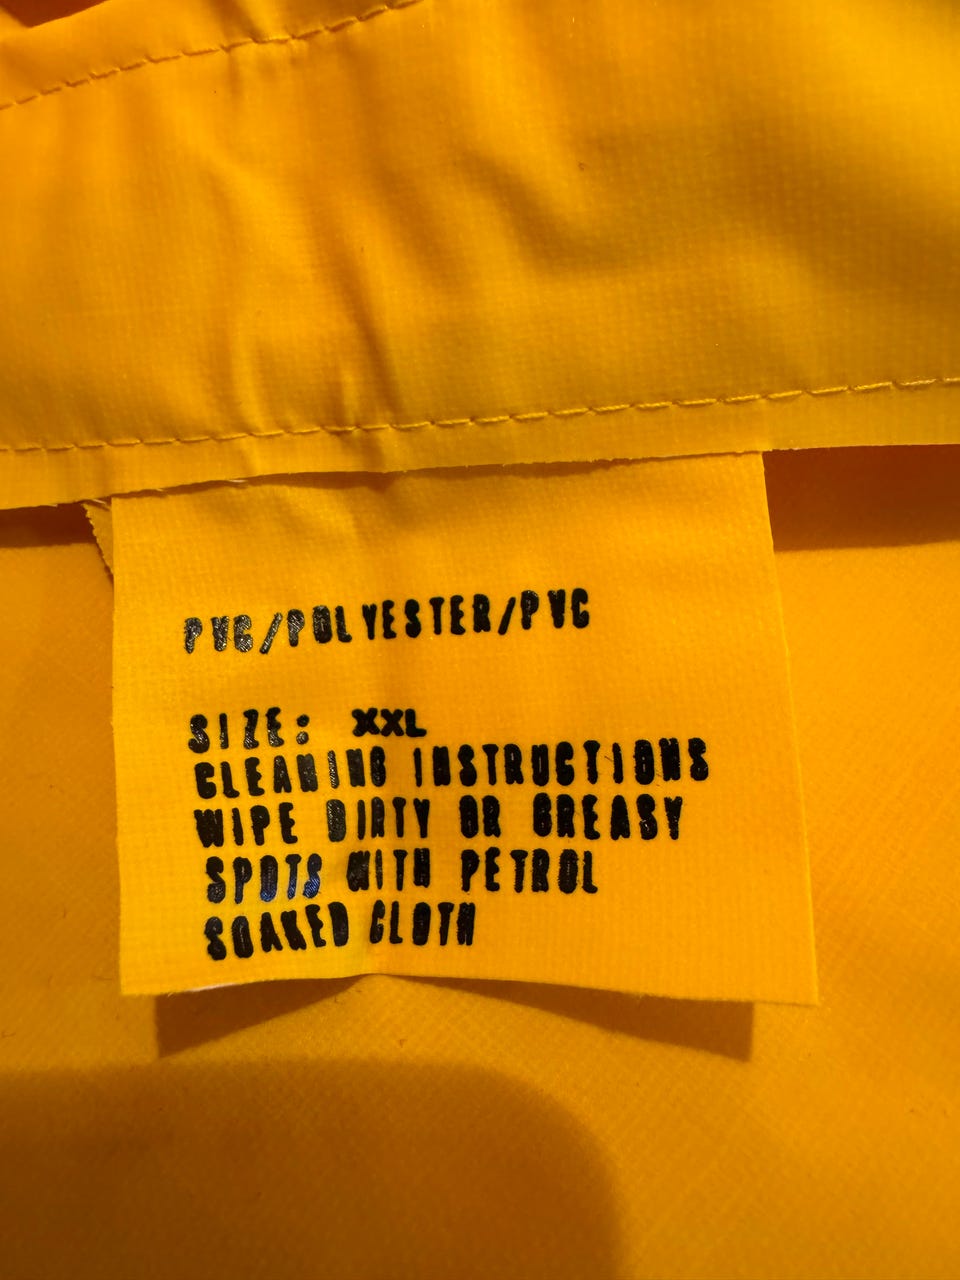 PVC/POLYESTER/PVC
SIZE: XXL
CLEANING INSTRUCTIONS
WIPE DIRTY OR GREASY
SPOTS WITH PETROL
SOAKED CLOTH